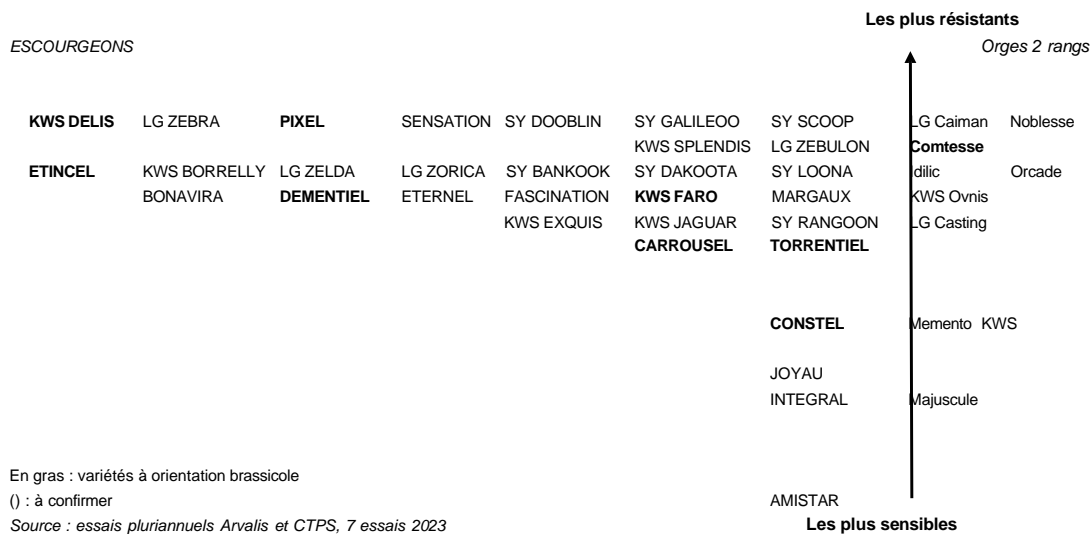 Les plus résistants
ESCOURGEONS Orges 2 rangs
KWS DELIS LG ZEBRA PIXEL SENSATION SY DOOBLIN SY GALILEOO SY SCOOP LG Caiman Noblesse
KWS SPLENDIS LG ZEBULON Comtesse
ETINCEL KWS BORRELLY LG ZELDA LG ZORICA SY BANKOOK SY DAKOOTA SY LOONA Idilic Orcade
BONAVIRA DEMENTIEL ETERNEL FASCINATION KWS FARO MARGAUX KWS Ovnis
KWS EXQUIS KWS JAGUAR SY RANGOON LG Casting
CARROUSEL TORRENTIEL
CONSTEL Memento KWS
JOYAU
INTEGRAL Majuscule
En gras : variétés à orientation brassicole
() : à confirmer AMISTAR
Source : essais pluriannuels Arvalis et CTPS, 7 essais 2023 Les plus sensibles